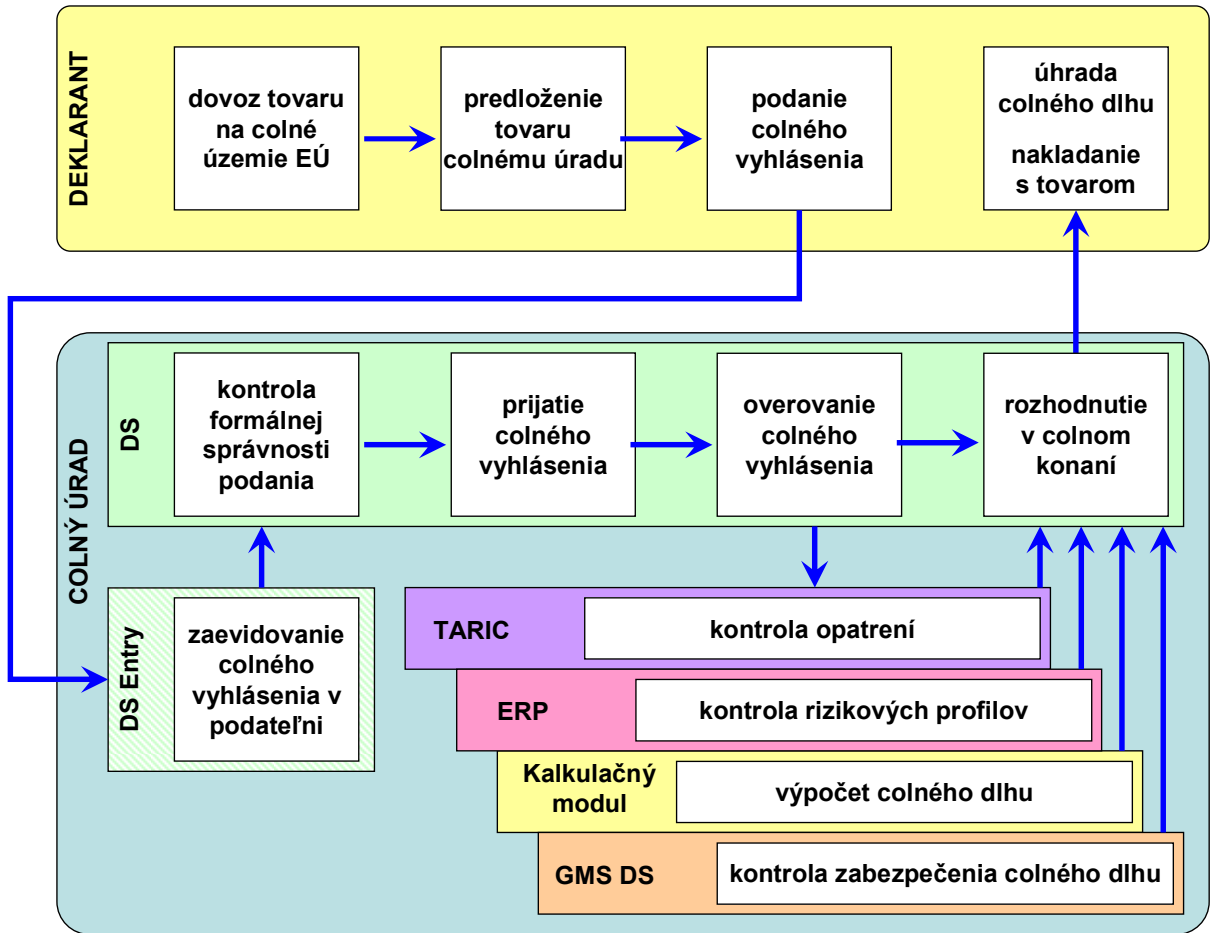 DEKLARANT
dovoz tovaru
na colné
územie EÚ
predloženie
tovaru
colnému úradu
podanie
colného
vyhlásenia
úhrada
colného dlhu
nakladanie
s tovarom
COLNÝ ÚRAD
DS
kontrola
formálnej
správnosti
podania
prijatie
colného
vyhlásenia
overovanie
colného
vyhlásenia
rozhodnutie
v colnom
konaní
DS Entry
zaevidovanie
colného
vyhlásenia v
podateľni
TARIC
kontrola opatrení
ERP
kontrola rizikových profilov
Kalkulačný
modul
výpočet colného dlhu
GMS DS
kontrola zabezpečenia colného dlhu